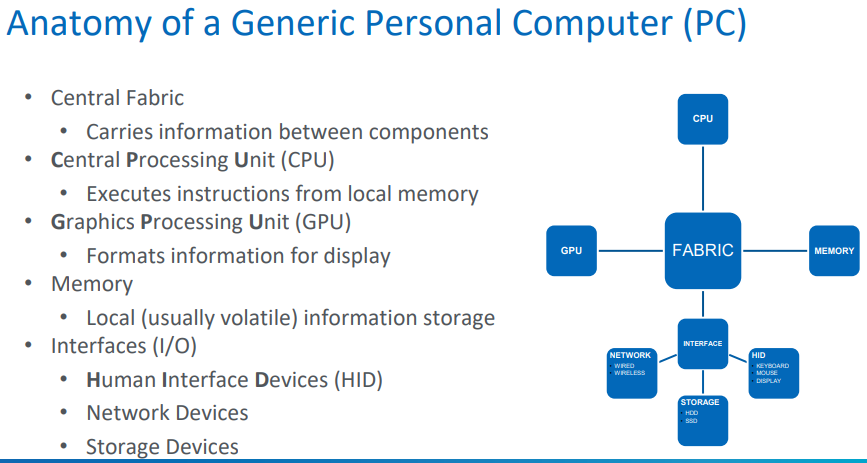 Anatomy of a Generic Personal Computer (PC)
• Central Fabric
• Carries information between components
• Central Processing Unit (CPU)
• Executes instructions from local memory
• Graphics Processing Unit (GPU)
• Formats information for display
• Memory
• Local (usually volatile) information storage
• Interfaces (I/O)
• Human Interface Devices (HID)
• Network Devices
• Storage Devices
CPU
GPU
FABRIC
MEMORY
INTERFACE
NETWORK
• WIRED
• WIRELESS
HID
• KEYBOARD
• MOUSE
• DISPLAY
STORAGE
• HDD
• SSD